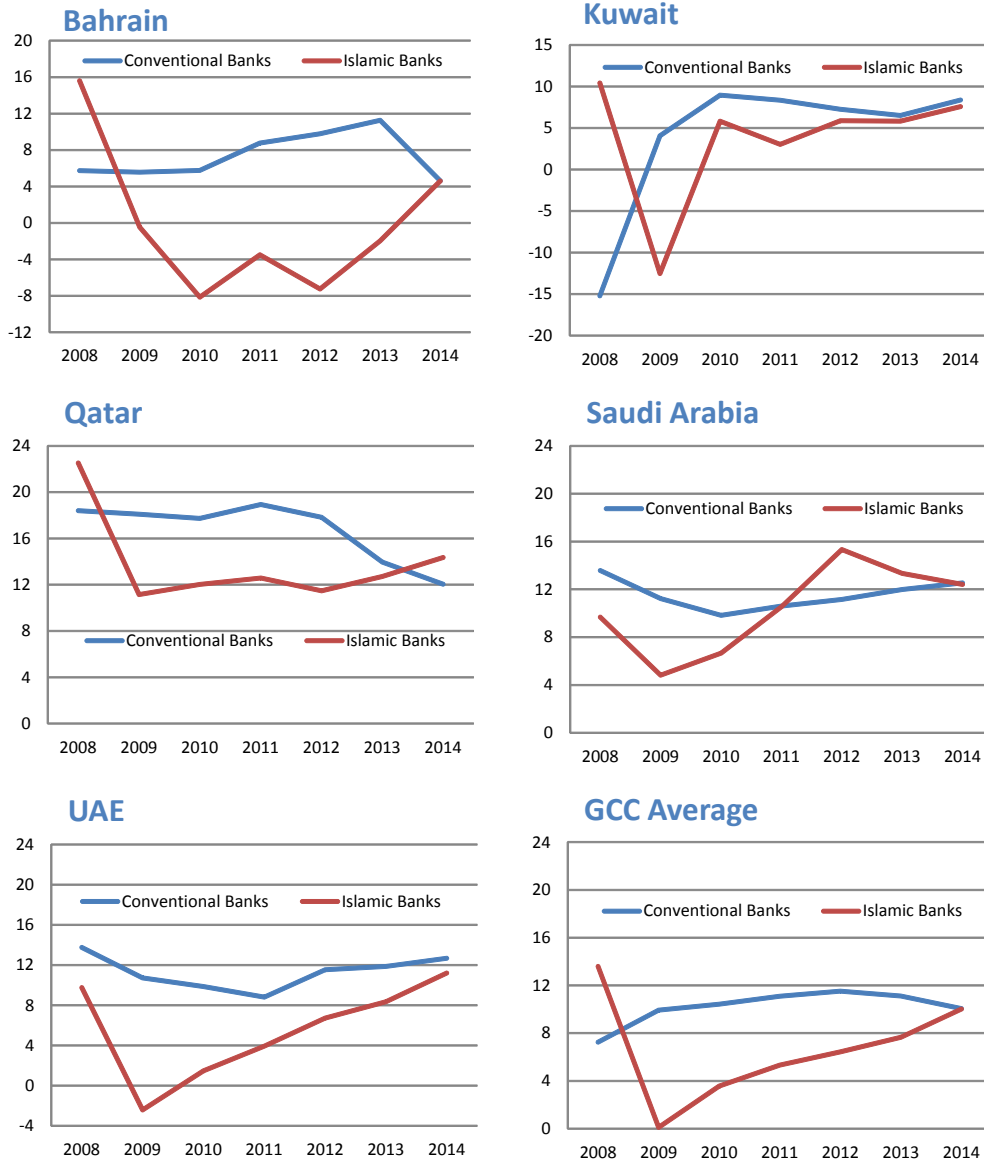 Bahrain
Conventional Banks Islamic Banks
20
16
12
8
4
0
-4
-8
-12
2008 2009 2010 2011 2012 2013 2014
Kuwait
Conventional Banks Islamic Banks
15
10
5
0
-5
-10
-15
-20
2008 2009 2010 2011 2012 2013 2014
Qatar
24
20
16
12
8
4
0
Conventional Banks Islamic Banks
2008 2009 2010 2011 2012 2013 2014
Saudi Arabia
24
20
16
12
8
4
0
Conventional Banks Islamic Banks
2008 2009 2010 2011 2012 2013 2014
UAE
24
20
16
12
8
4
0
-4
Conventional Banks Islamic Banks
2008 2009 2010 2011 2012 2013 2014
GCC Average
24
20
16
12
8
4
0
Conventional Banks Islamic Banks
2008 2009 2010 2011 2012 2013 2014